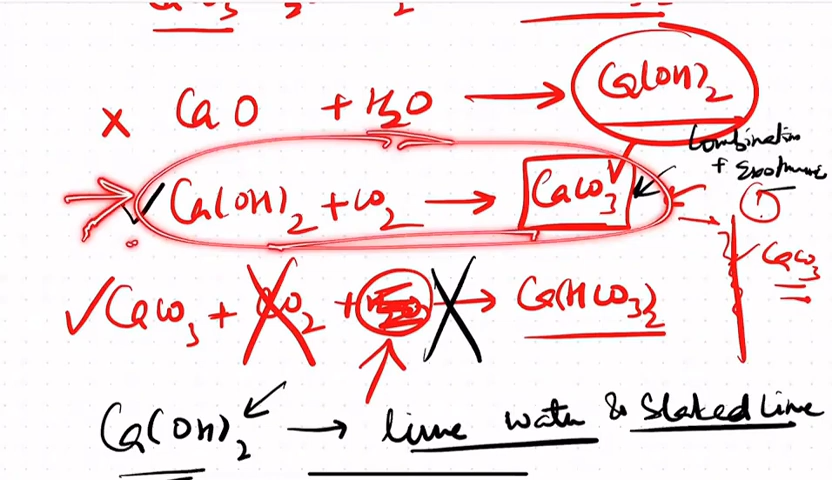 × CaO + H₂O → Ca(OH)₂
Combination + Exothermic
✓ Ca(OH)₂ + CO₂ → CaCO₃
CaCO₃
✓ CaCO₃ + CO₂ + → Ca(HCO₃)₂
Ca(OH)₂ → lime water & Slaked Lime